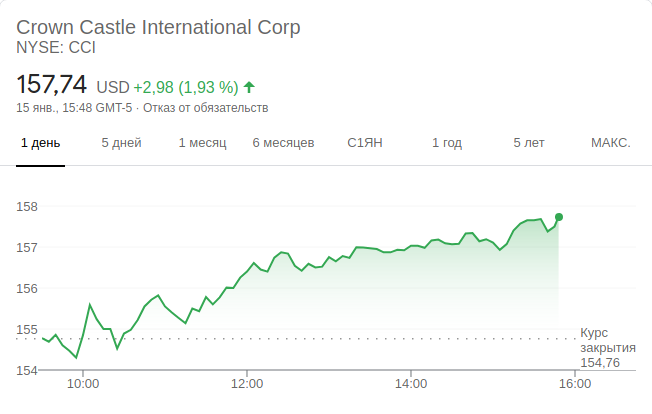 Crown Castle International Corp
NYSE: CCI
157,74 USD +2,98 (1,93 %)
15 янв., 15:48 GMT-5 · Отказ от обязательств
1 день 5 дней 1 месяц 6 месяцев С1ЯН 1 год 5 лет МАКС.
158
157
156
155
154
Курс
закрытия
154,76
10:00 12:00 14:00 16:00